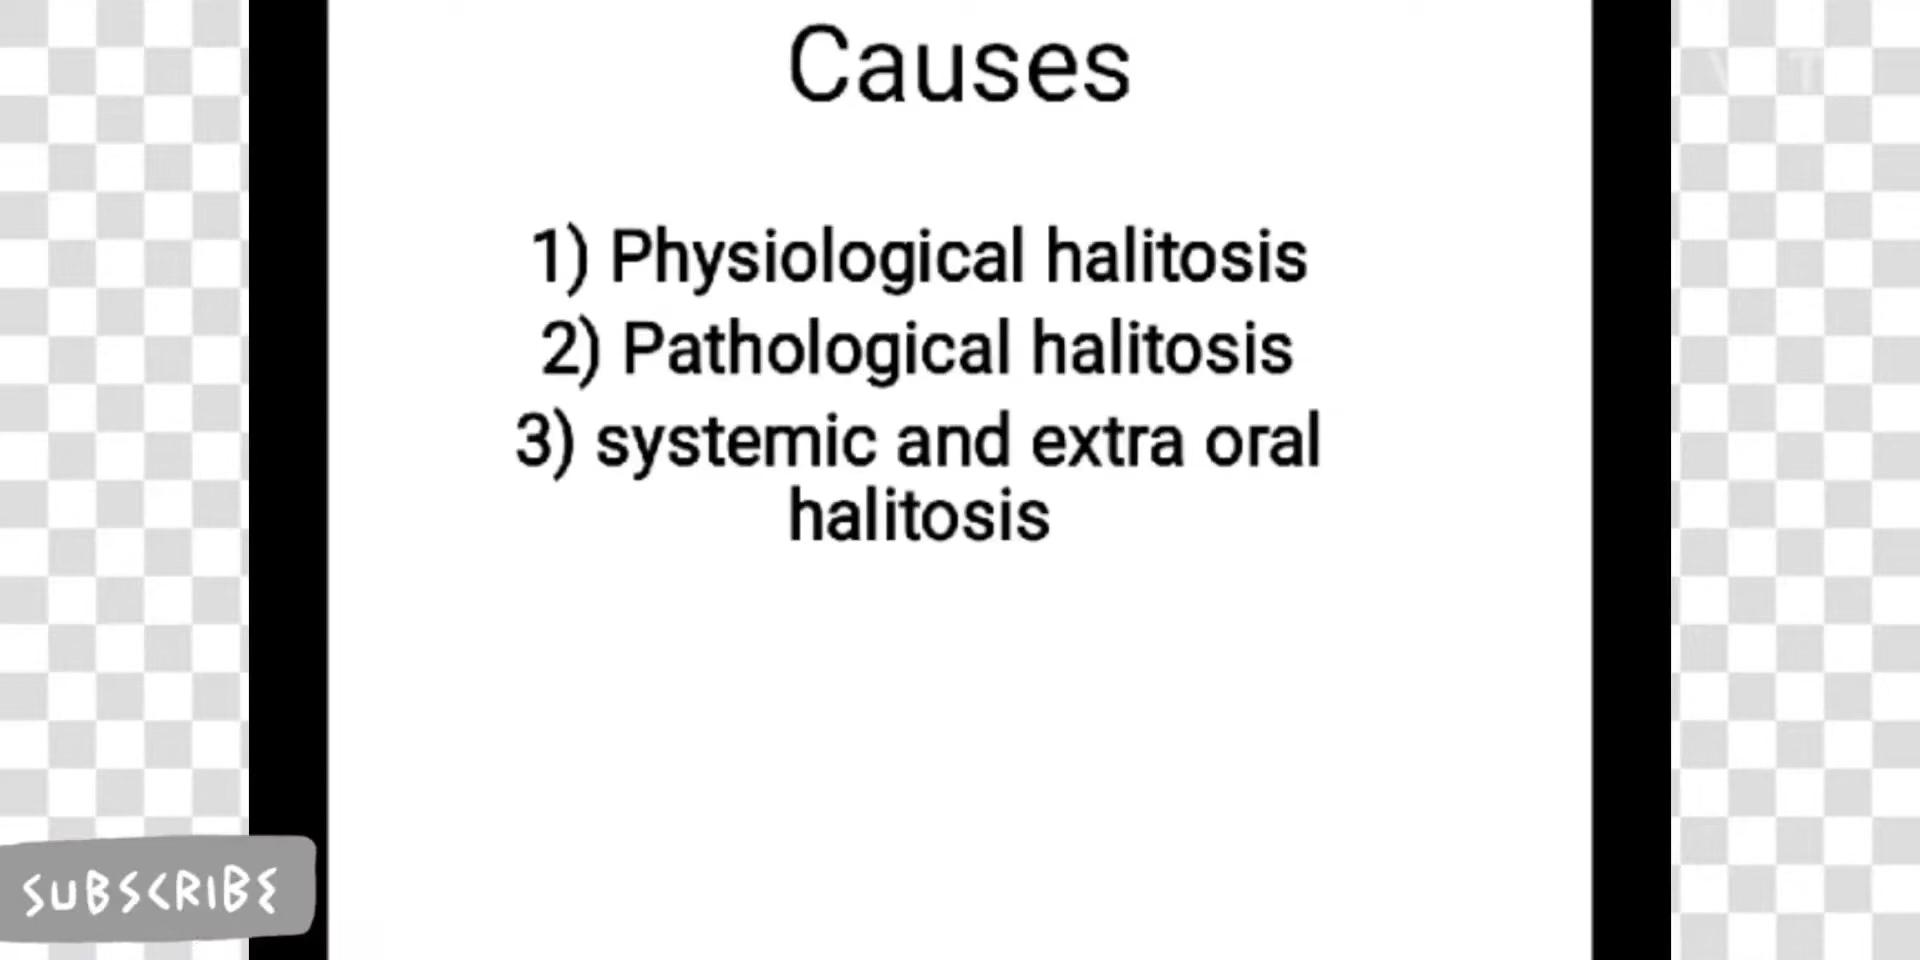 Causes
1) Physiological halitosis
2) Pathological halitosis
3) systemic and extra oral
halitosis
SUBSCRIBE